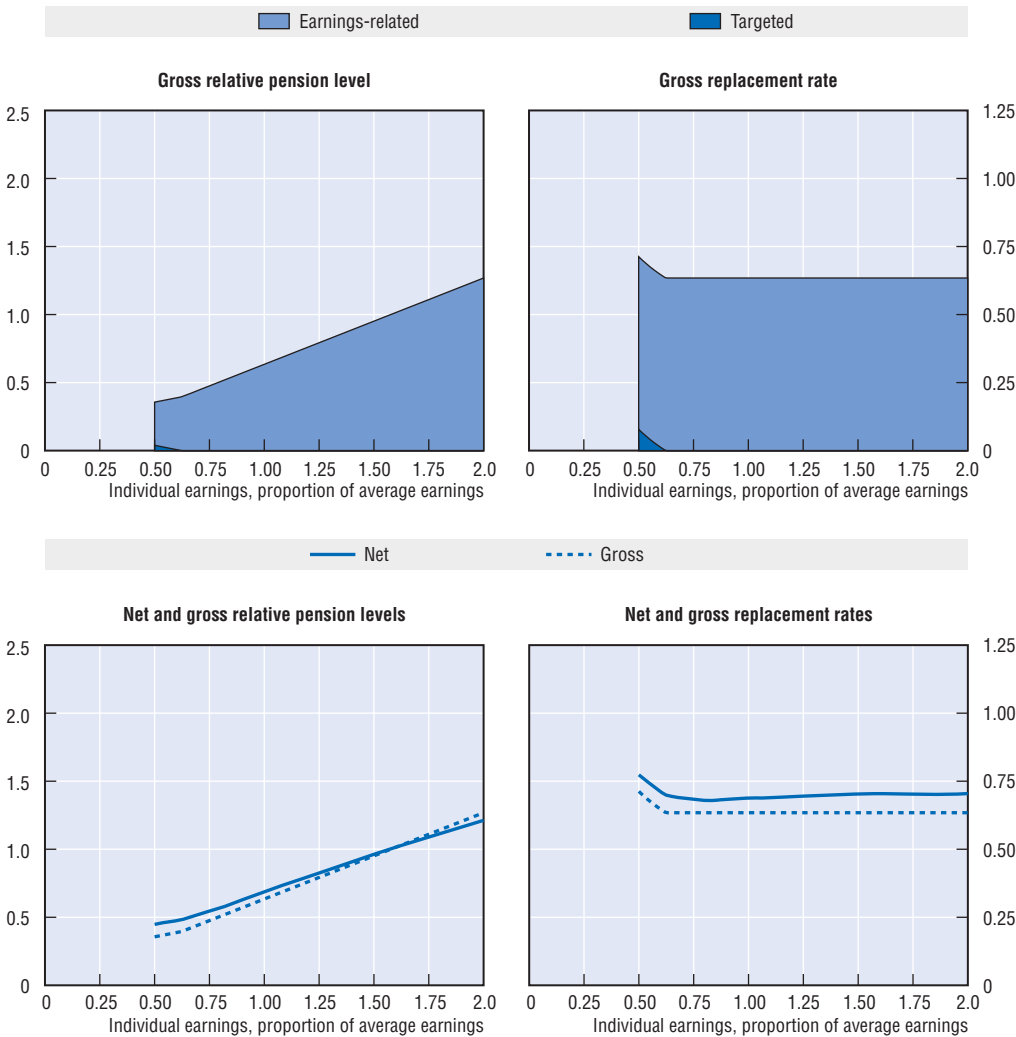 Earnings-related
Targeted
Gross relative pension level
2.5
2.0
1.5
1.0
0.5
0
0 0.25 0.50 0.75 1.00 1.25 1.50 1.75 2.0
Individual earnings, proportion of average earnings
Gross replacement rate
1.25
1.00
0.75
0.50
0.25
0
0 0.25 0.50 0.75 1.00 1.25 1.50 1.75 2.0
Individual earnings, proportion of average earnings
Net
Gross
Net and gross relative pension levels
2.5
2.0
1.5
1.0
0.5
0
0 0.25 0.50 0.75 1.00 1.25 1.50 1.75 2.0
Individual earnings, proportion of average earnings
Net and gross replacement rates
1.25
1.00
0.75
0.50
0.25
0
0 0.25 0.50 0.75 1.00 1.25 1.50 1.75 2.0
Individual earnings, proportion of average earnings